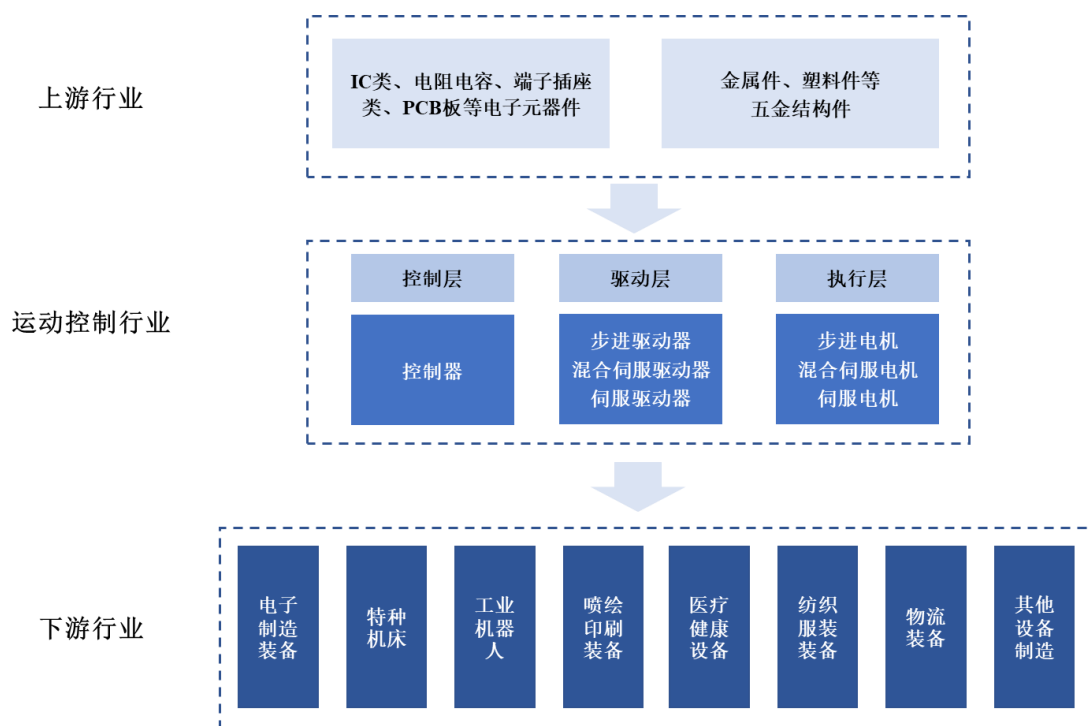 上游行业
IC类、电阻电容、端子插座
类、PCB板等电子元器件
金属件、塑料件等
五金结构件
运动控制行业
控制层
驱动层
执行层
控制器
步进驱动器
混合伺服驱动器
伺服驱动器
步进电机
混合伺服电机
伺服电机
下游行业
电子
制造
装备
特种
机床
工业
机器
人
喷绘
印刷
装备
医疗
健康
设备
纺织
服装
装备
物流
装备
其他
设备
制造